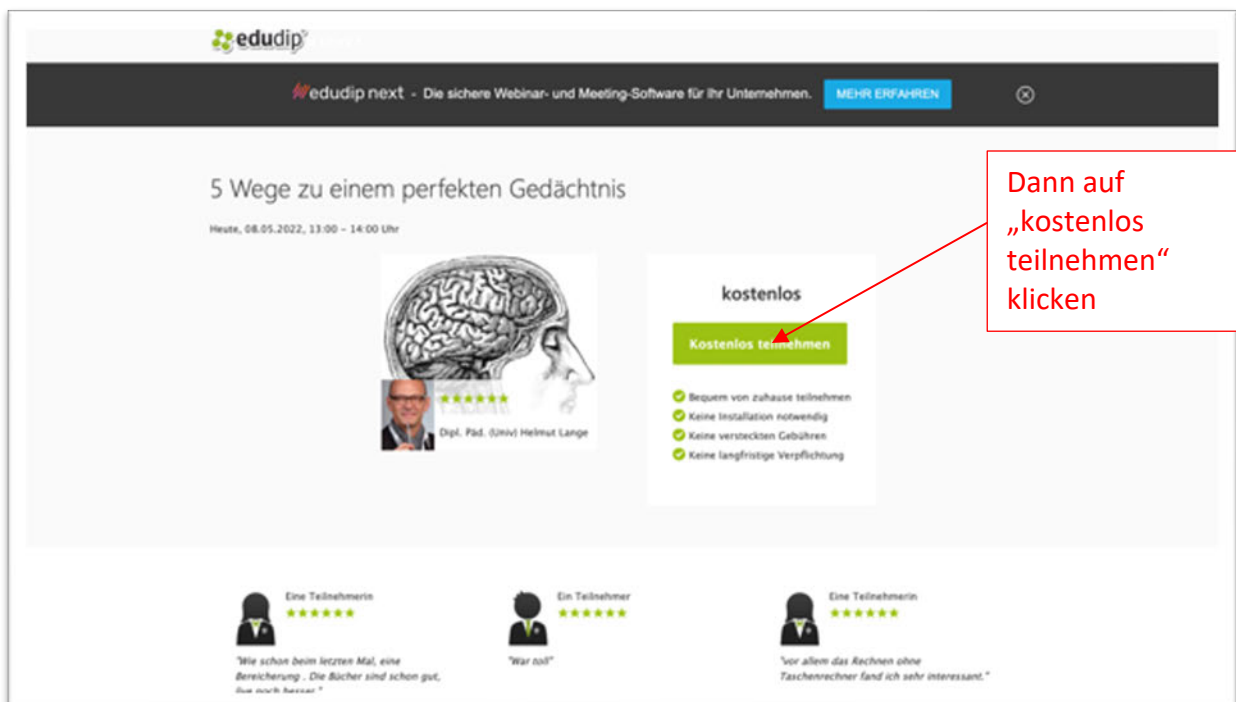 edudip
edudip next - Die sichere Webinar- und Meeting-Software für Ihr Unternehmen.
MEHR ERFAHREN
5 Wege zu einem perfekten Gedächtnis
Heute, 08.05.2022, 13:00 – 14:00 Uhr
Dann auf
„kostenlos
teilnehmen“
klicken
kostenlos
Kostenlos teilnehmen
Bequem von zuhause teilnehmen
Keine Installation notwendig
Keine versteckten Gebühren
Keine langfristige Verpflichtung
Dipl. Päd. (Univ) Helmut Lange
Eine Teilnehmerin
"Wie schon beim letzten Mal, eine
Bereicherung . Die Bücher sind schon gut,
live noch besser."
Ein Teilnehmer
"War toll"
Eine Teilnehmerin
"vor allem das Rechnen ohne
Taschenrechner fand ich sehr interessant."